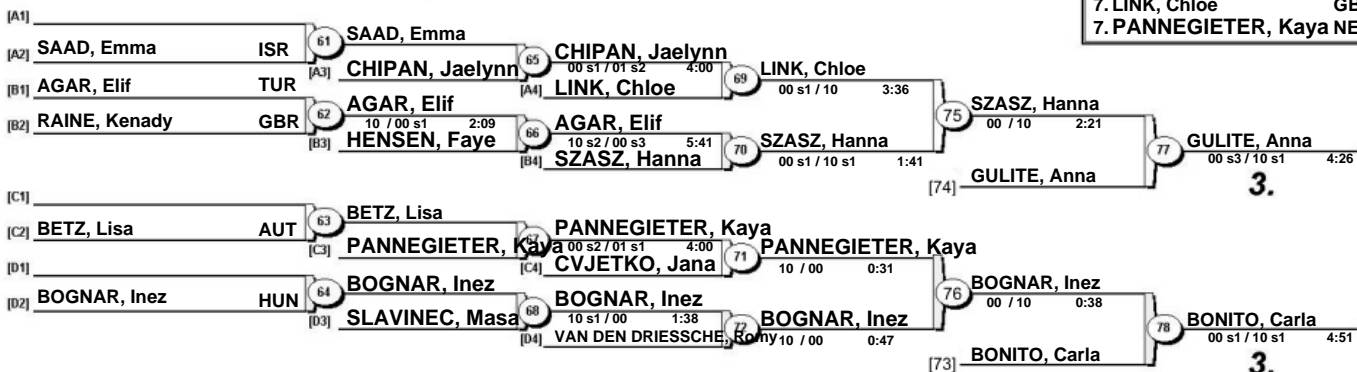 7. LINK, Chloe GB
7. PANNEGIETER, Kaya NE
[A1]
[A2] SAAD, Emma ISR
61 SAAD, Emma
[A3] CHIPAN, Jaelynn
65 CHIPAN, Jaelynn
00 s1 / 01 s2 4:00
[A4] LINK, Chloe
69 LINK, Chloe
00 s1 / 10 3:36
[B1] AGAR, Elif TUR
[B2] RAINE, Kenady GBR
62 AGAR, Elif
10 / 00 s1 2:09
[B3] HENSEN, Faye
66 AGAR, Elif
10 s2 / 00 s3 5:41
[B4] SZASZ, Hanna
70 SZASZ, Hanna
00 s1 / 10 s1 1:41
75 SZASZ, Hanna
00 / 10 2:21
[74] GULITE, Anna
77 GULITE, Anna
00 s3 / 10 s1 4:26
3.
[C1]
[C2] BETZ, Lisa AUT
63 BETZ, Lisa
[C3] PANNEGIETER, Kaya
67 PANNEGIETER, Kaya
00 s2 / 01 s1 4:00
[C4] CVJETKO, Jana
71 PANNEGIETER, Kaya
10 / 00 0:31
[D1]
[D2] BOGNAR, Inez HUN
64 BOGNAR, Inez
[D3] SLAVINEC, Masa
68 BOGNAR, Inez
10 s1 / 00 1:38
[D4] VAN DEN DRIESSCHE, Romy
72 BOGNAR, Inez
10 / 00 0:47
76 BOGNAR, Inez
00 / 10 0:38
[73] BONITO, Carla
78 BONITO, Carla
00 s1 / 10 s1 4:51
3.